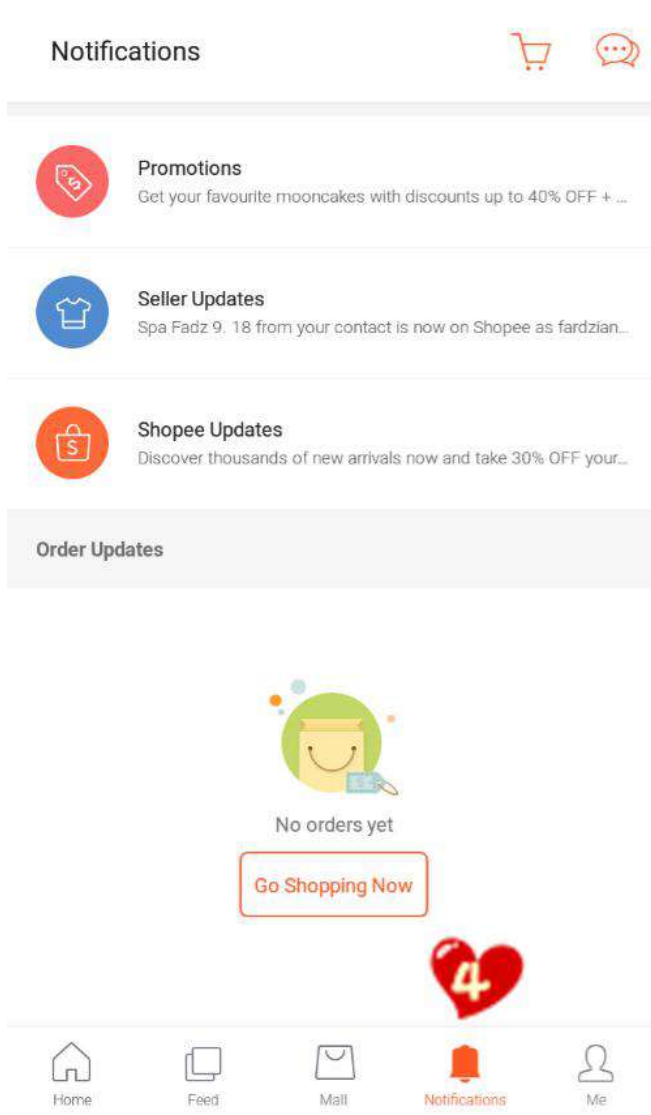 Notifications
Promotions
Get your favourite mooncakes with discounts up to 40% OFF + ...
Seller Updates
Spa Fadz 9. 18 from your contact is now on Shopee as fardzian...
S
Shopee Updates
Discover thousands of new arrivals now and take 30% OFF your...
Order Updates
No orders yet
Go Shopping Now
4
Home
Feed
Mall
Notifications
Me